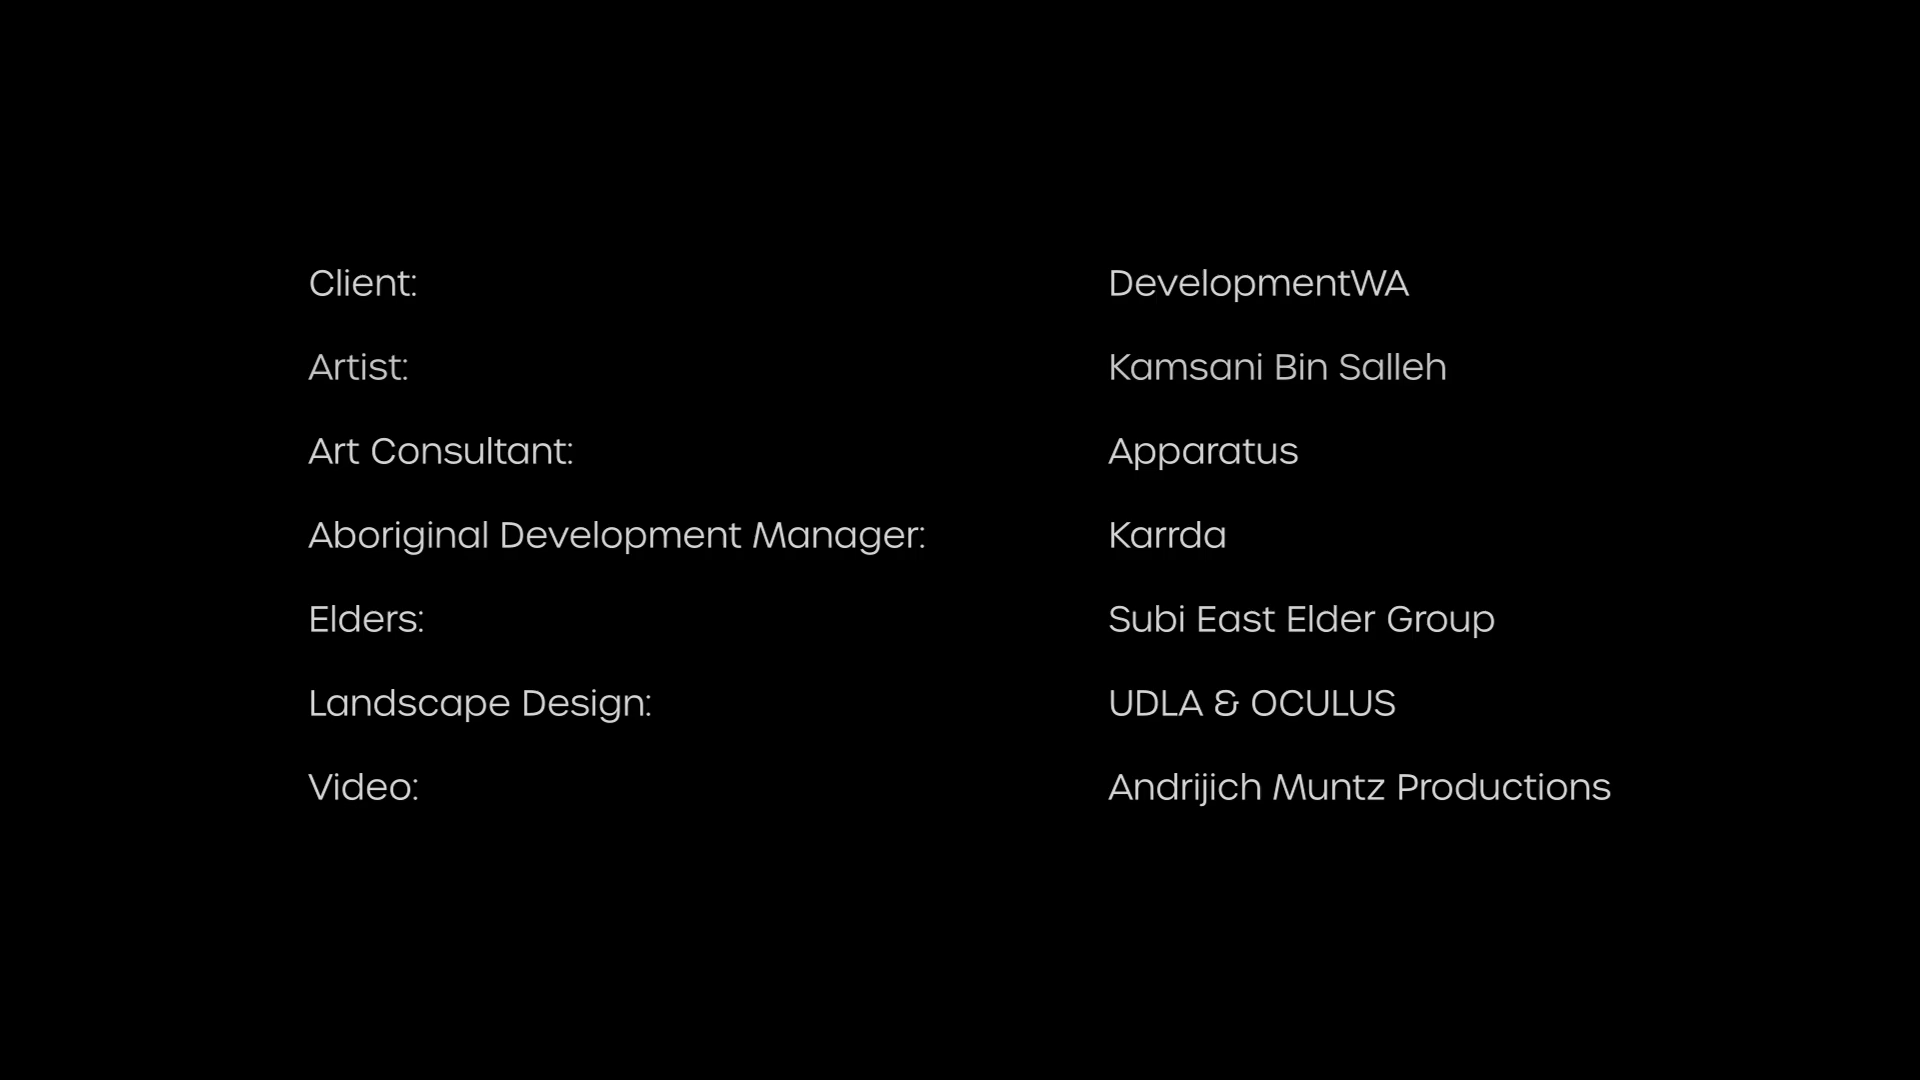 Client: DevelopmentWA
Artist: Kamsani Bin Salleh
Art Consultant: Apparatus
Aboriginal Development Manager: Karrda
Elders: Subi East Elder Group
Landscape Design: UDLA & OCULUS
Video: Andrijich Muntz Productions